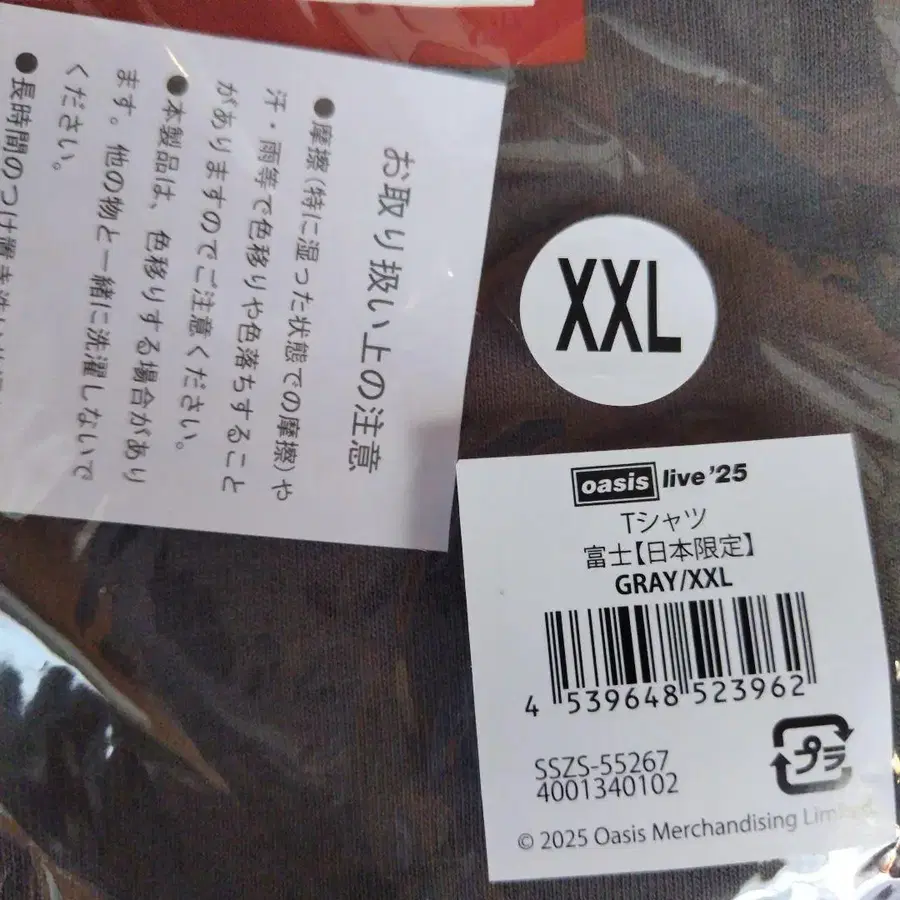 お取り扱い上の注意
●摩擦(特に湿った状態での摩擦)や
汗・雨等で色移りや色落ちすること
がありますのでご注意ください。
●本製品は、色移りする場合があり
ます。他の物と一緒に洗濯しないで
ください。
●長時間のつけ置き洗い
XXL
oasis live '25
Tシャツ
富士【日本限定】
GRAY/XXL
4 539648 523962
SSZS-55267
4001340102
プラ
© 2025 Oasis Merchandising Limited